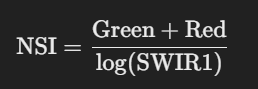 NSI = Green + Red / log(SWIR1)